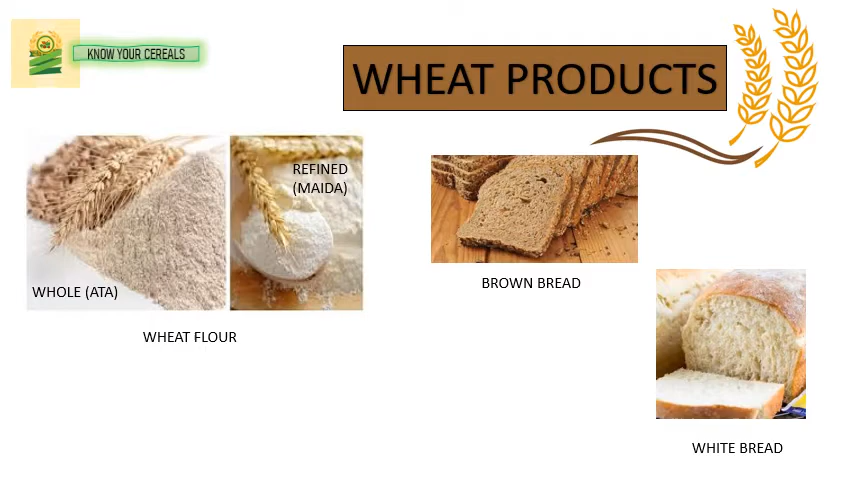 KNOW YOUR CEREALS
WHEAT PRODUCTS
REFINED
(MAIDA)
WHOLE (ATA)
WHEAT FLOUR
BROWN BREAD
WHITE BREAD